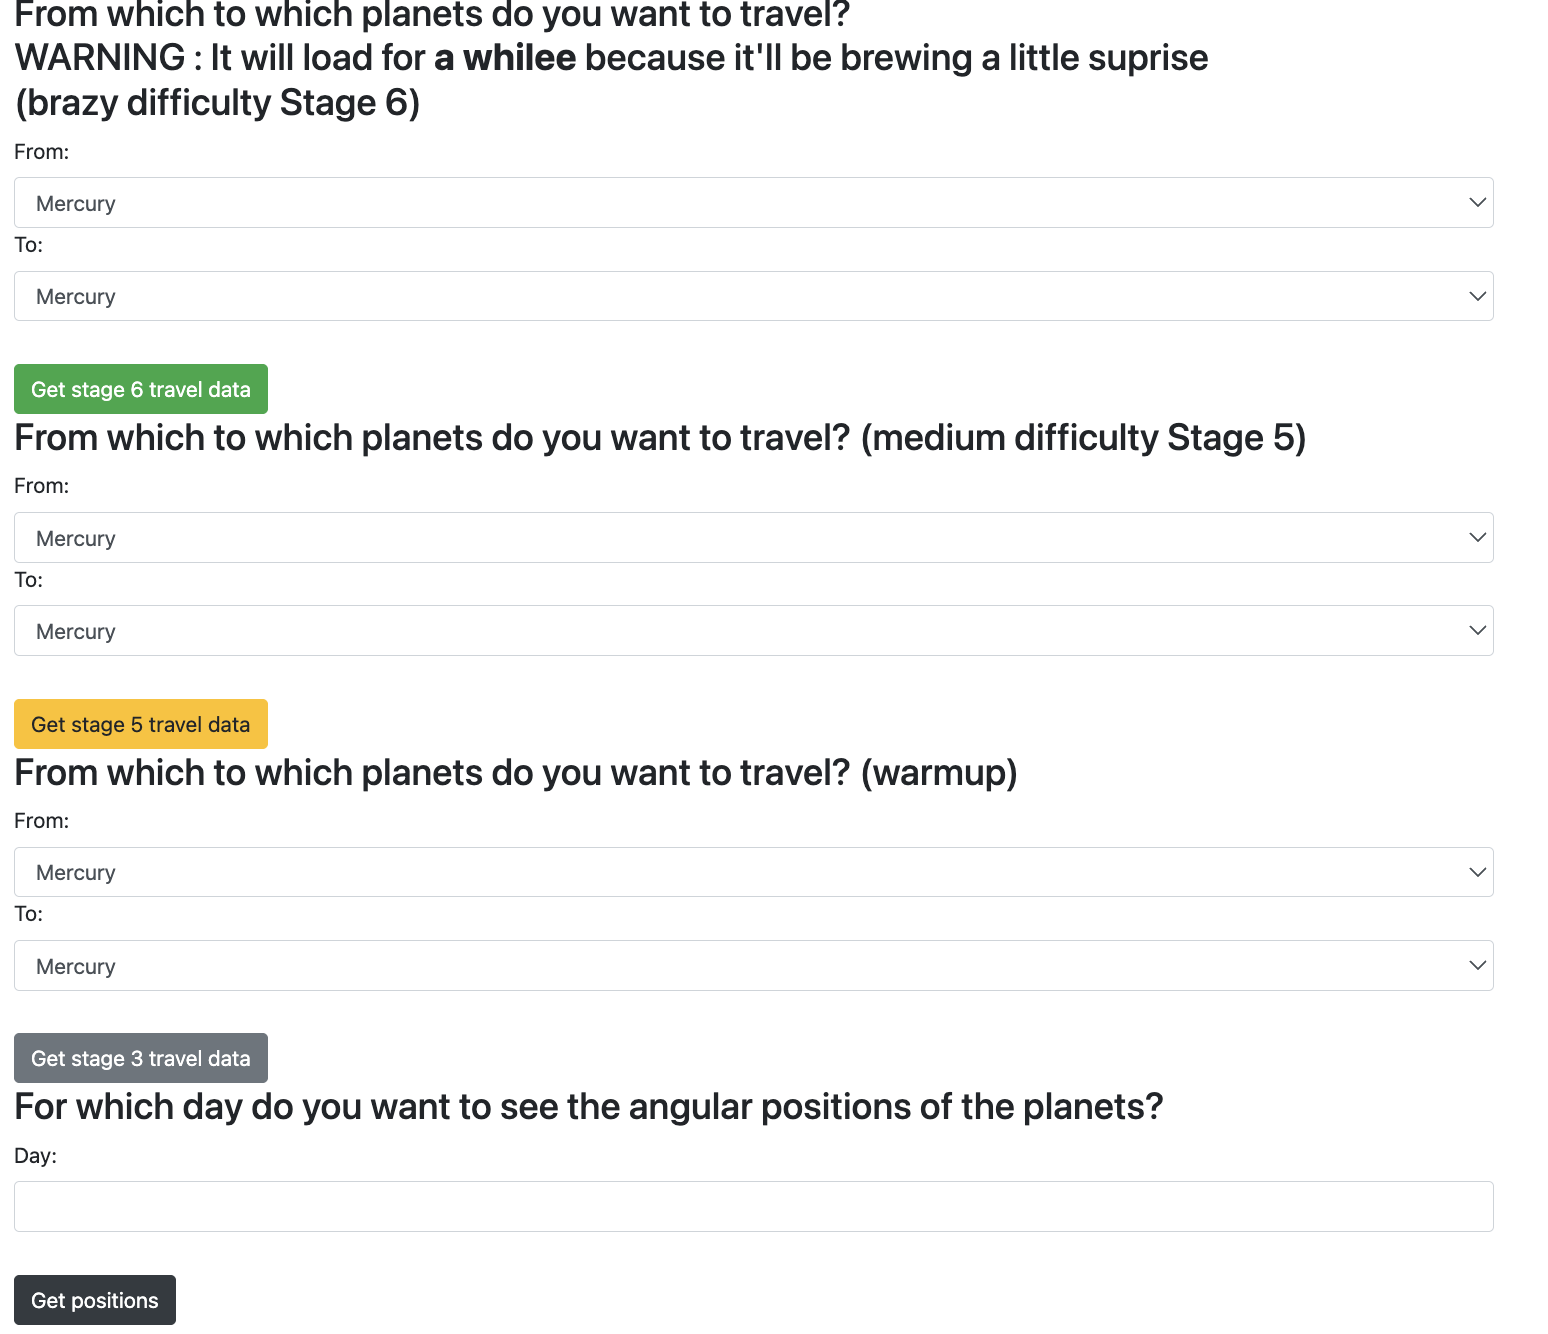 From which to which planets do you want to travel?
WARNING : It will load for a whilee because it'll be brewing a little suprise
(brazy difficulty Stage 6)
From:
Mercury
To:
Mercury
Get stage 6 travel data
From which to which planets do you want to travel? (medium difficulty Stage 5)
From:
Mercury
To:
Mercury
Get stage 5 travel data
From which to which planets do you want to travel? (warmup)
From:
Mercury
To:
Mercury
Get stage 3 travel data
For which day do you want to see the angular positions of the planets?
Day:
Get positions